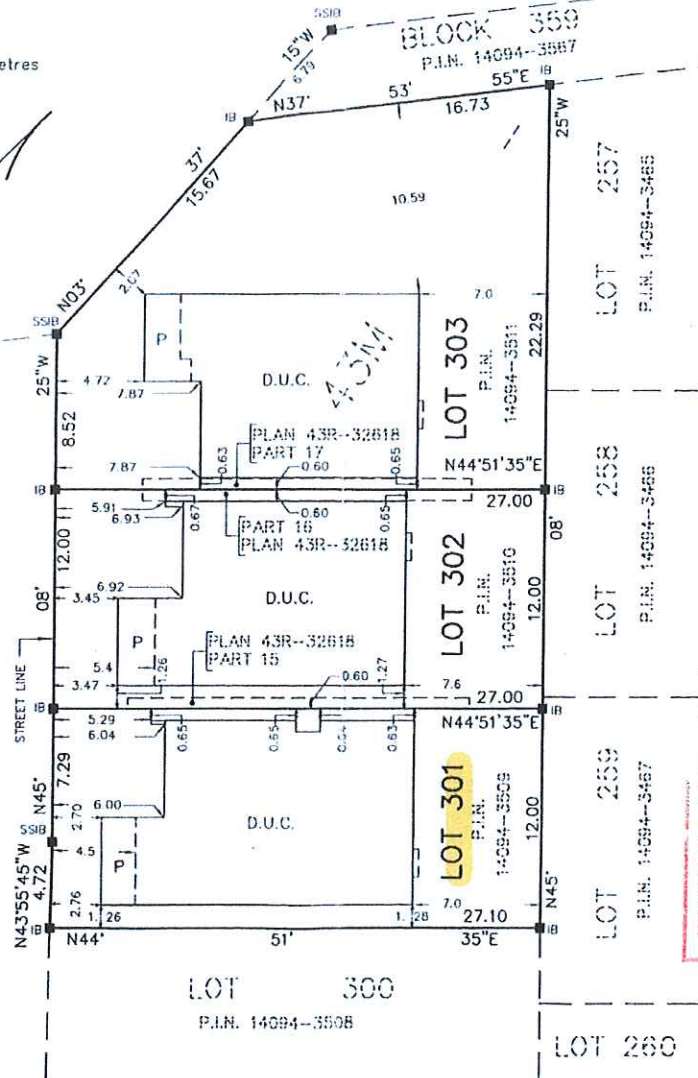 SSIB
BLOCK 359
P.I.N. 14094-3587
etres
15"W
6.79
IB
N37°
53'
55"E
IB
16.73
25"W
37'
15.67
10.59
LOT 257
P.I.N. 14094-3465
N03°
2.07
SSIB
7.0
P
43M
LOT 303
P.I.N.
14094-3511
22.29
25"W
4.72
7.87
D.U.C.
8.52
PLAN 43R-32618
PART 17
7.87
0.63
0.60
0.65
N44°51'35"E
IB
27.00
IB
5.91
6.93
0.67
0.60
0.65
PART 16
PLAN 43R-32618
08'
LOT 258
P.I.N. 14094-3466
12.00
6.92
3.45
D.U.C.
LOT 302
P.I.N.
14094-3510
12.00
08'
P
PLAN 43R-32618
PART 15
5.4
1.26
1.27
3.47
0.60
7.6
27.00
STREET LINE
IB
IB
5.29
6.04
0.65
0.65
0.63
N44°51'35"E
7.29
N45°
6.00
2.70
D.U.C.
LOT 301
P.I.N.
14094-3509
12.00
LOT 259
P.I.N. 14094-3467
SSIB
4.5
P
N43°55'45"W
4.72
2.76
1.26
1.28
7.0
27.10
N45°
IB
N44°
51'
35"E
IB
LOT 300
P.I.N. 14094-3508
LOT 260